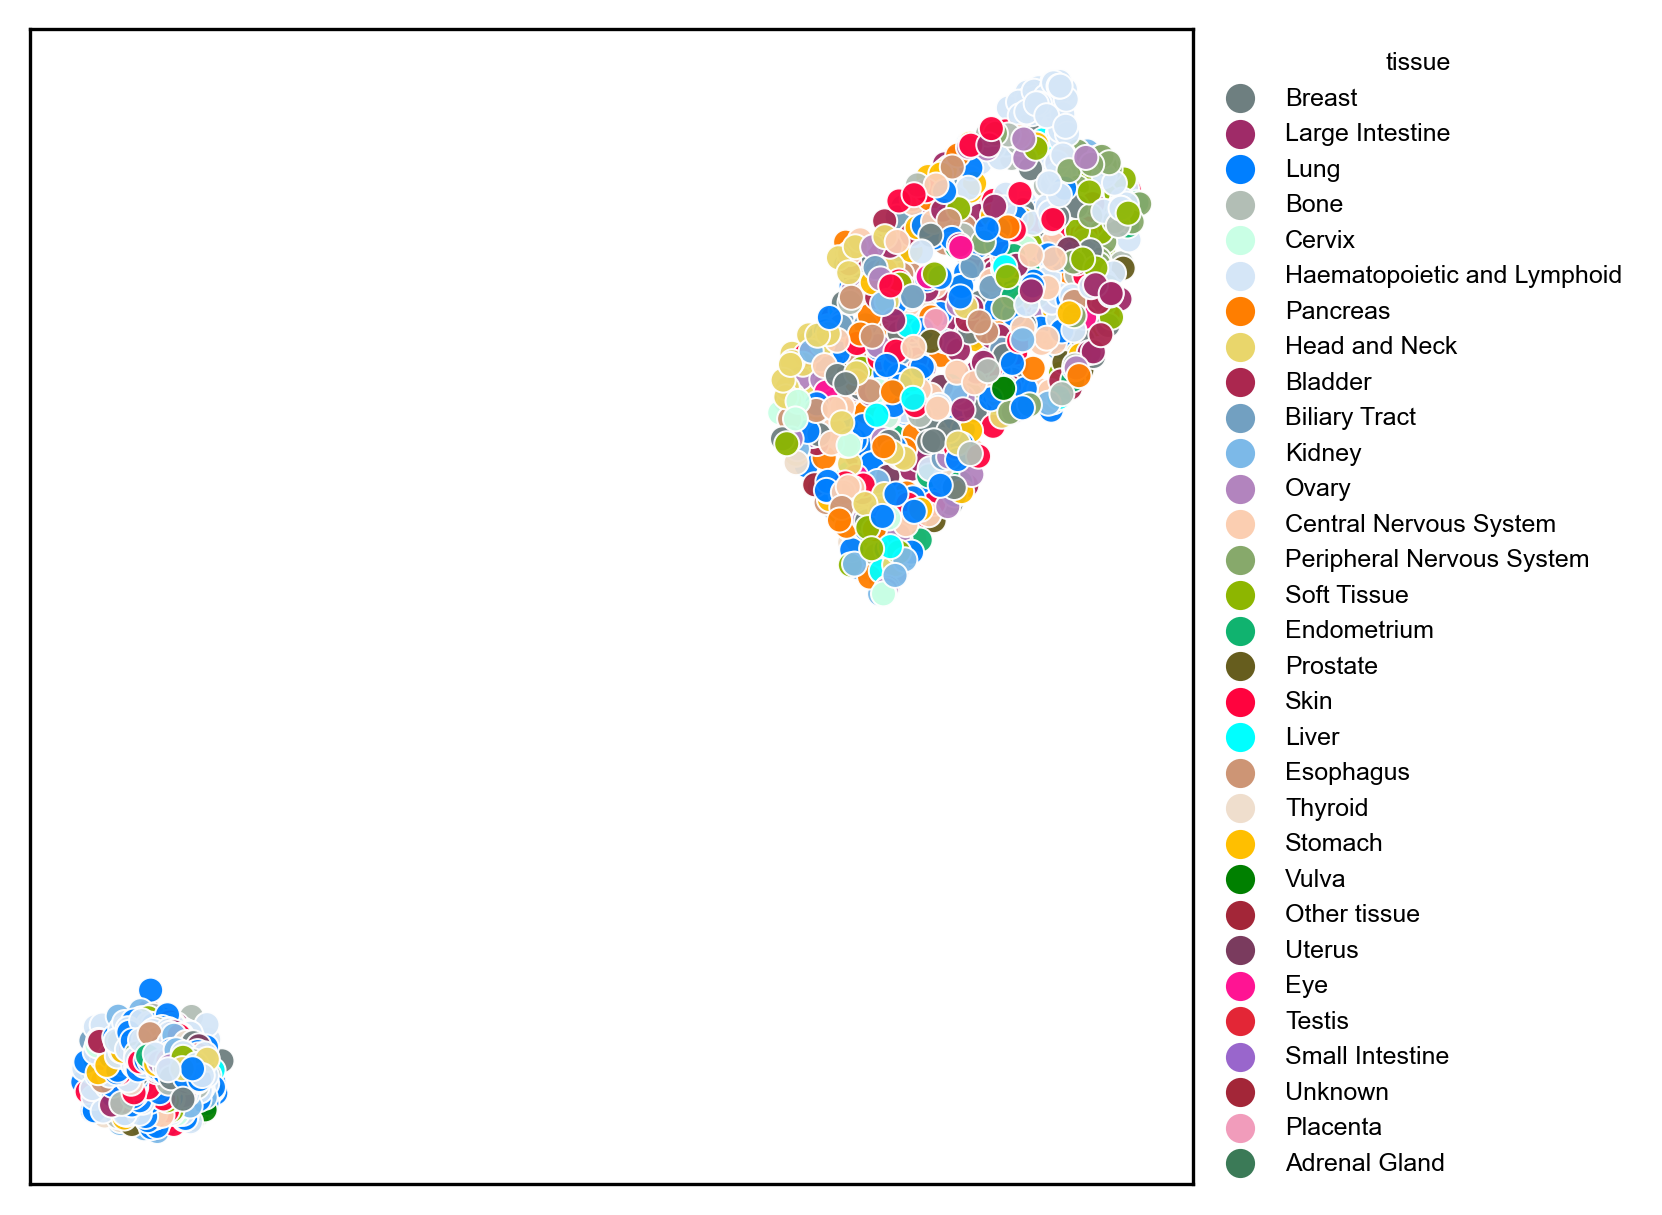 tissue
Breast
Large Intestine
Lung
Bone
Cervix
Haematopoietic and Lymphoid
Pancreas
Head and Neck
Bladder
Biliary Tract
Kidney
Ovary
Central Nervous System
Peripheral Nervous System
Soft Tissue
Endometrium
Prostate
Skin
Liver
Esophagus
Thyroid
Stomach
Vulva
Other tissue
Uterus
Eye
Testis
Small Intestine
Unknown
Placenta
Adrenal Gland